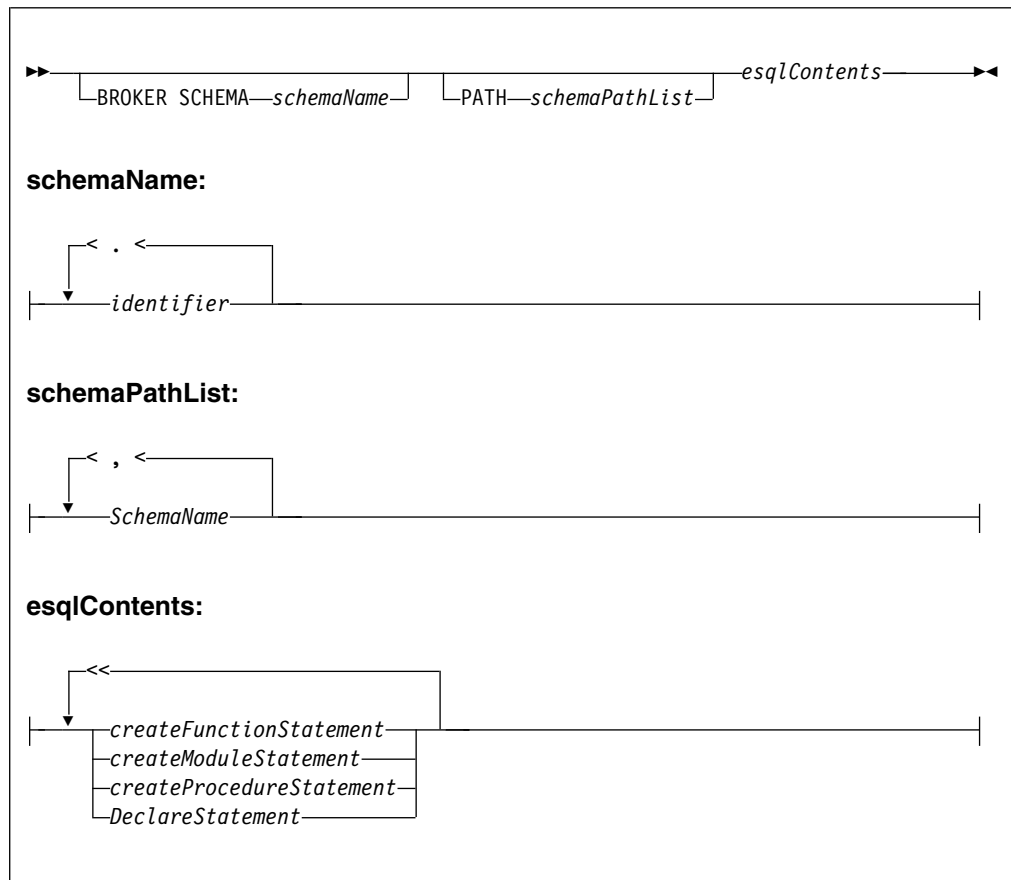 esqlContents
BROKER SCHEMA schemaName PATH schemaPathList
schemaName:
< . <
identifier
schemaPathList:
< , <
SchemaName
esqlContents:
<<
createFunctionStatement
createModuleStatement
createProcedureStatement
DeclareStatement